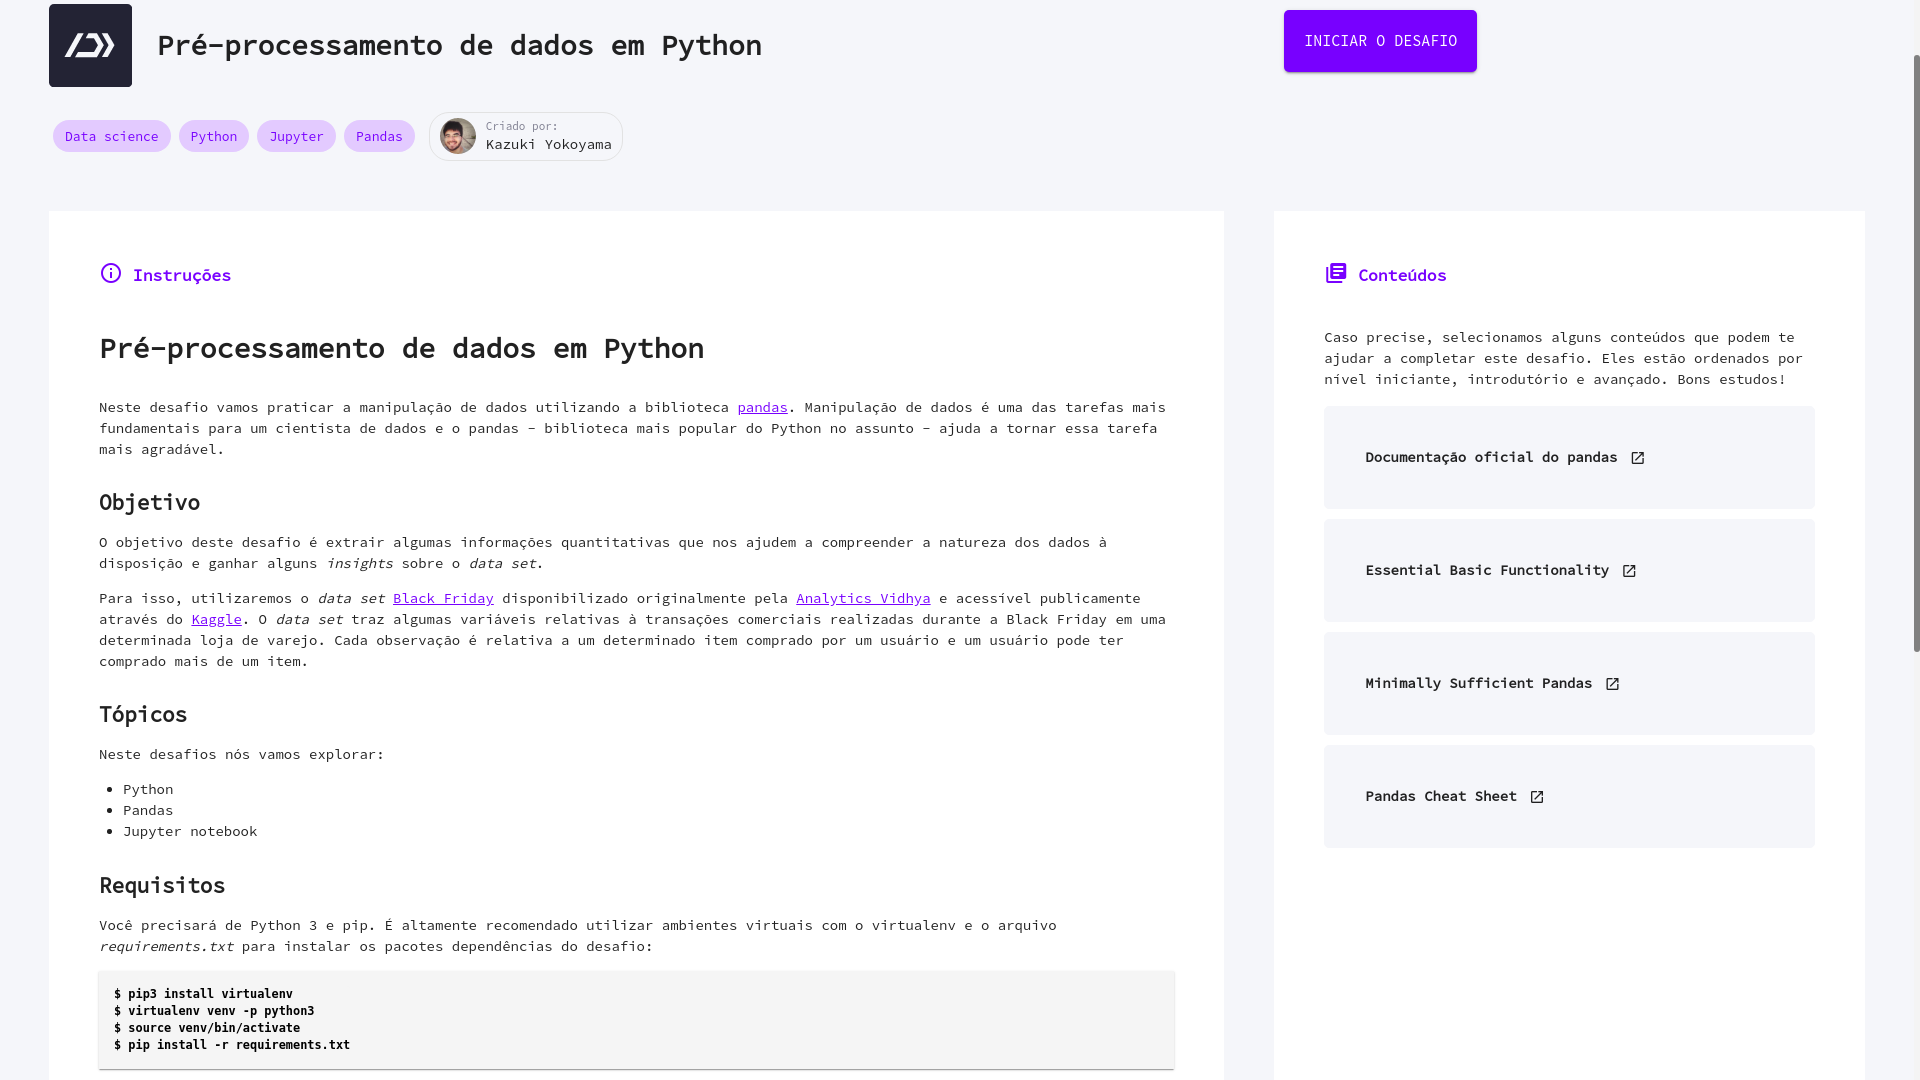 Pré-processamento de dados em Python
INICIAR O DESAFIO
Data science
Python
Jupyter
Pandas
Criado por:
Kazuki Yokoyama
Instruções
Pré-processamento de dados em Python
Neste desafio vamos praticar a manipulação de dados utilizando a biblioteca pandas. Manipulação de dados é uma das tarefas mais
fundamentais para um cientista de dados e o pandas - biblioteca mais popular do Python no assunto - ajuda a tornar essa tarefa
mais agradável.
Objetivo
O objetivo deste desafio é extrair algumas informações quantitativas que nos ajudem a compreender a natureza dos dados à
disposição e ganhar alguns insights sobre o data set.
Para isso, utilizaremos o data set Black Friday disponibilizado originalmente pela Analytics Vidhya e acessível publicamente
através do Kaggle. O data set traz algumas variáveis relativas à transações comerciais realizadas durante a Black Friday em uma
determinada loja de varejo. Cada observação é relativa a um determinado item comprado por um usuário e um usuário pode ter
comprado mais de um item.
Tópicos
Neste desafios nós vamos explorar:
• Python
• Pandas
• Jupyter notebook
Requisitos
Você precisará de Python 3 e pip. É altamente recomendado utilizar ambientes virtuais com o virtualenv e o arquivo
requirements.txt para instalar os pacotes dependências do desafio:
$ pip3 install virtualenv
$ virtualenv venv -p python3
$ source venv/bin/activate
$ pip install -r requirements.txt
Conteúdos
Caso precise, selecionamos alguns conteúdos que podem te
ajudar a completar este desafio. Eles estão ordenados por
nível iniciante, introdutório e avançado. Bons estudos!
Documentação oficial do pandas
Essential Basic Functionality
Minimally Sufficient Pandas
Pandas Cheat Sheet